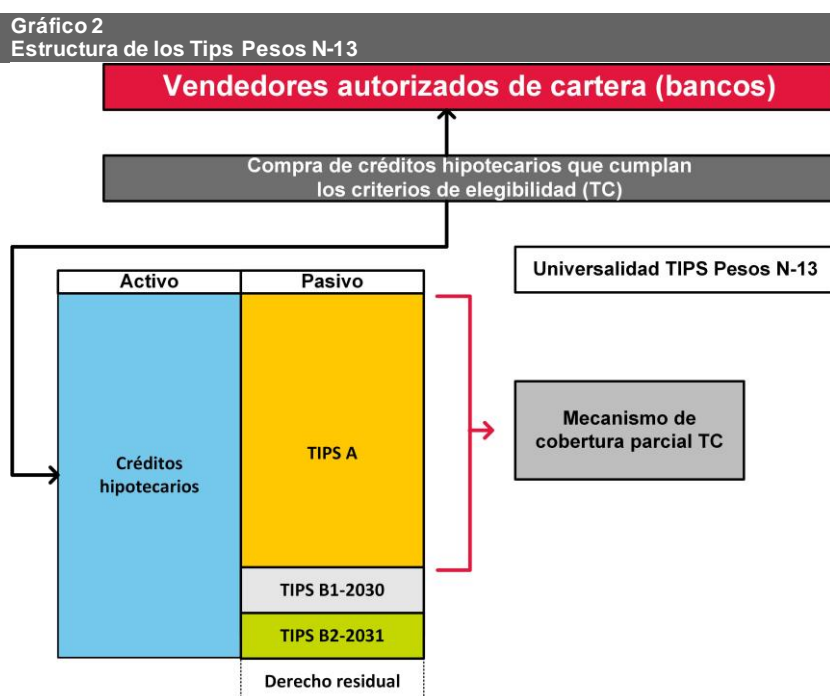 Gráfico 2
Estructura de los Tips Pesos N-13
Vendedores autorizados de cartera (bancos)
Compra de créditos hipotecarios que cumplan
los criterios de elegibilidad (TC)
Universalidad TIPS Pesos N-13
Activo
Pasivo
Créditos
hipotecarios
TIPS A
Mecanismo de
cobertura parcial TC
TIPS B1-2030
TIPS B2-2031
Derecho residual